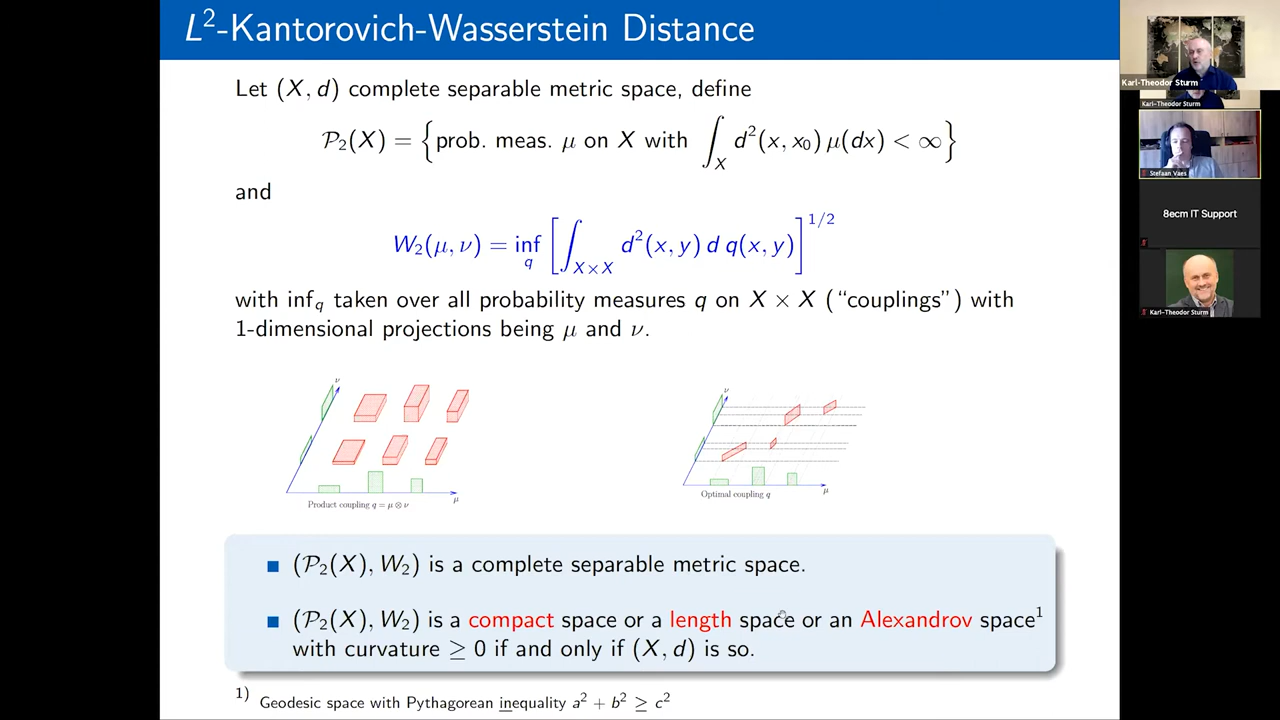 L²-Kantorovich-Wasserstein Distance
Let (X, d) complete separable metric space, define
𝒫₂(X) = {prob. meas. μ on X with ∫_X d²(x, x₀) μ(dx) < ∞}
and
W₂(μ, ν) = inf_q [∫_{X×X} d²(x, y) d q(x, y)]^{1/2}
with inf_q taken over all probability measures q on X × X (“couplings”) with
1-dimensional projections being μ and ν.
ν
μ
Product coupling q = μ ⊗ ν
ν
μ
Optimal coupling q
■ (𝒫₂(X), W₂) is a complete separable metric space.
■ (𝒫₂(X), W₂) is a compact space or a length space or an Alexandrov space¹
with curvature ≥ 0 if and only if (X, d) is so.
1) Geodesic space with Pythagorean inequality a² + b² ≥ c²
Karl-Theodor Sturm
Karl-Theodor Sturm
Stefaan Vaes
8ecm IT Support
Karl-Theodor Sturm